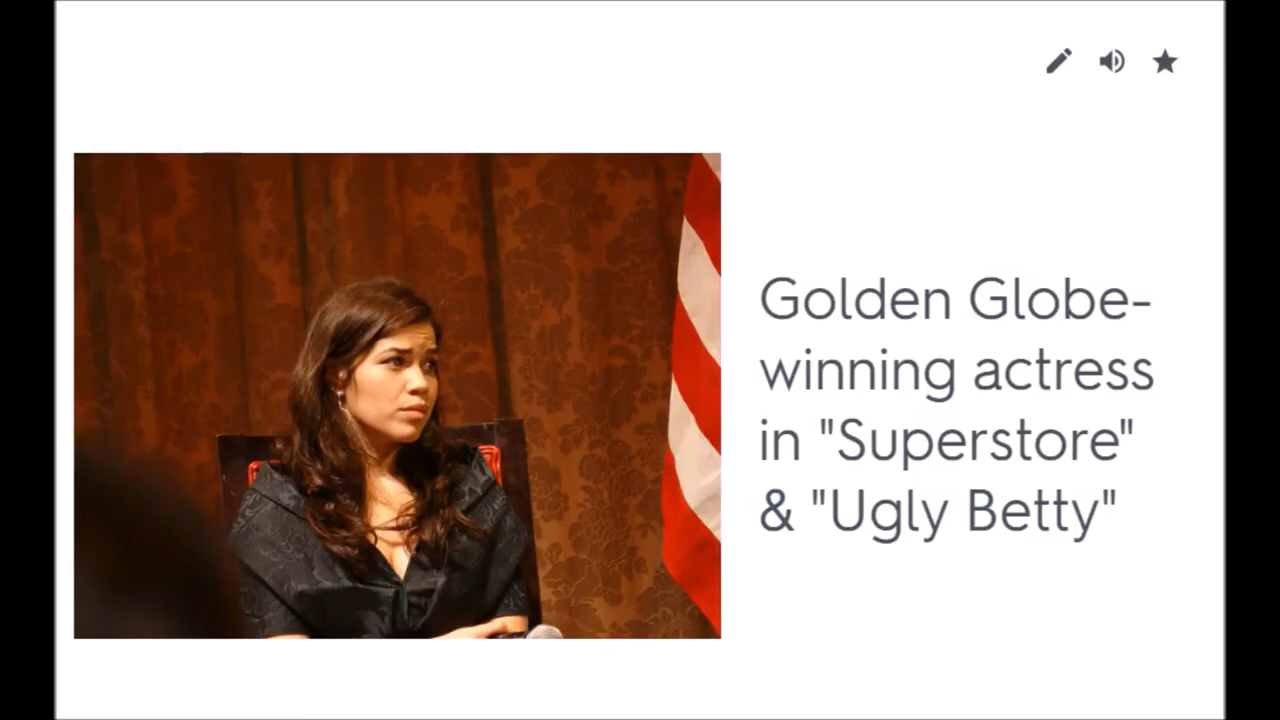 Golden Globe-
winning actress
in "Superstore"
& "Ugly Betty"